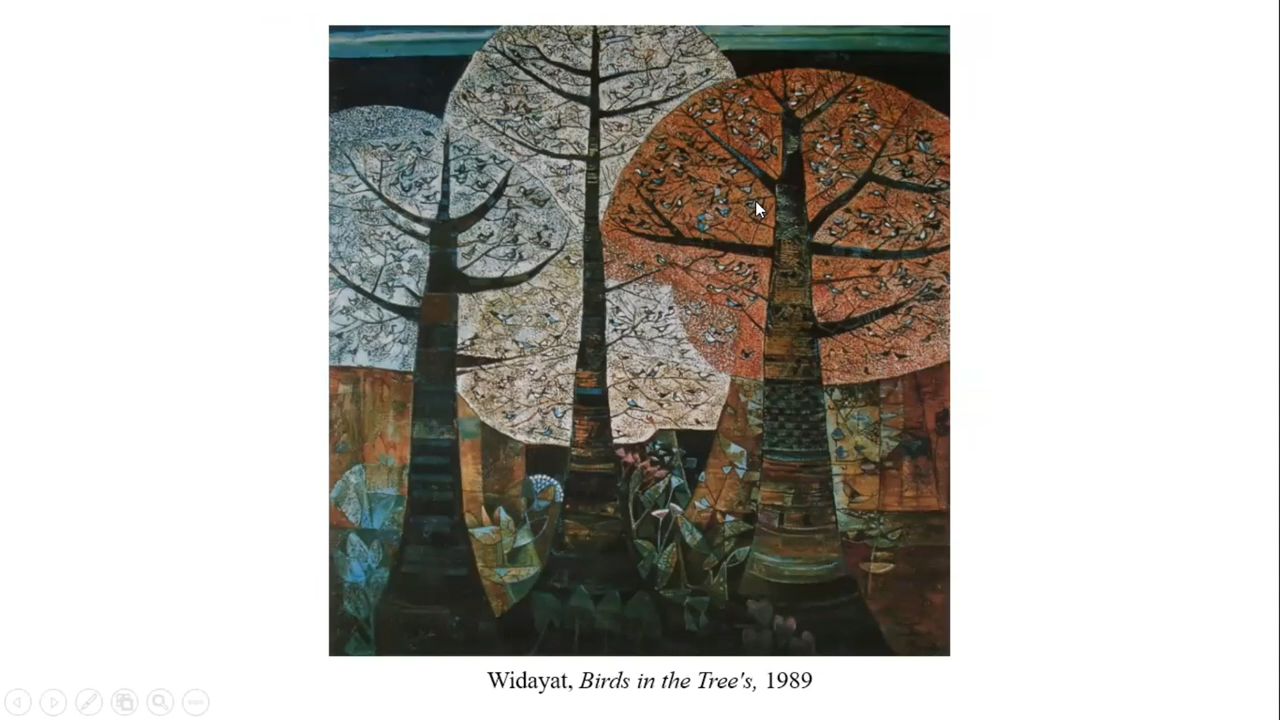 Widayat, Birds in the Tree's, 1989